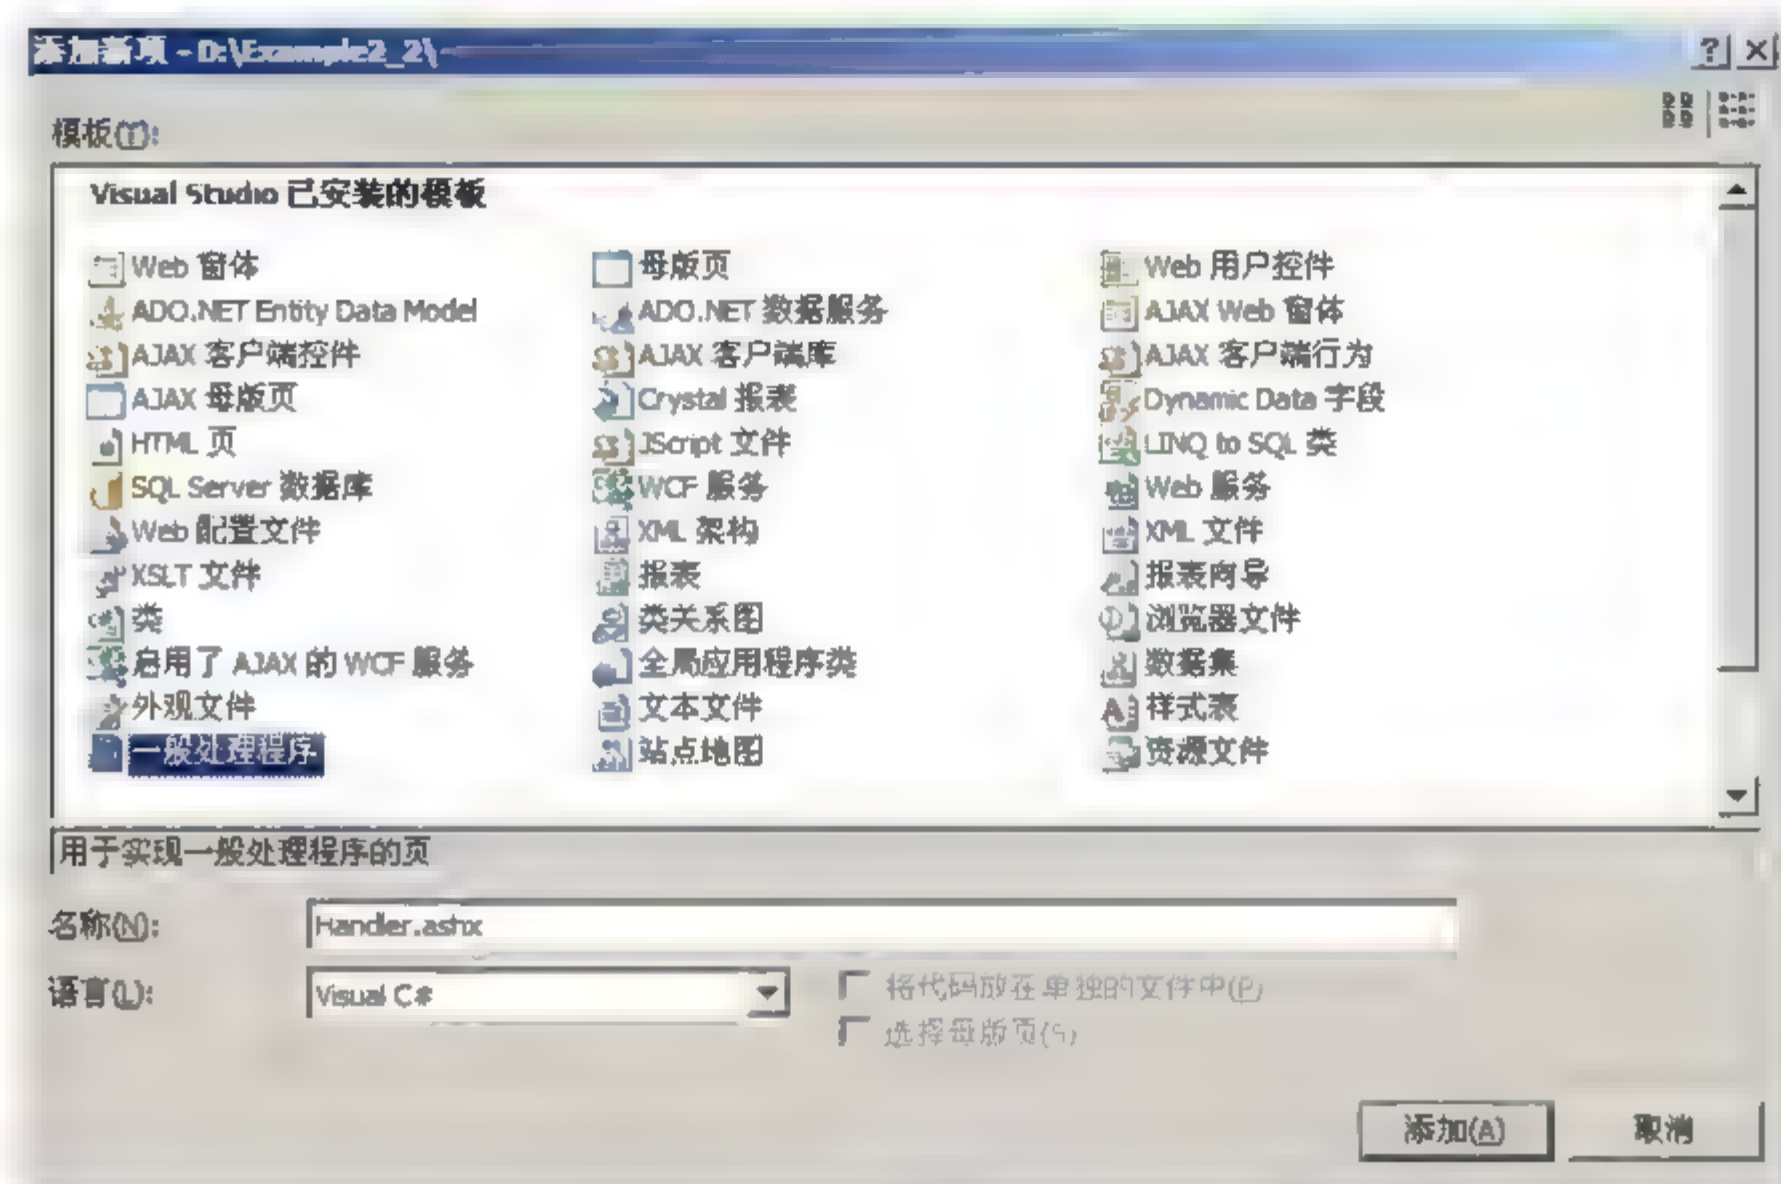 添加新项 - D:\Example2_2\
模板(T):
Visual Studio 已安装的模板
Web 窗体 母版页 Web 用户控件
ADO.NET Entity Data Model ADO.NET 数据服务 AJAX Web 窗体
AJAX 客户端控件 AJAX 客户端库 AJAX 客户端行为
AJAX 母版页 Crystal 报表 Dynamic Data 字段
HTML 页 JScript 文件 LINQ to SQL 类
SQL Server 数据库 WCF 服务 Web 服务
Web 配置文件 XML 架构 XML 文件
XSLT 文件 报表 报表向导
类 类关系图 浏览器文件
启用了 AJAX 的 WCF 服务 全局应用程序类 数据集
外观文件 文本文件 样式表
一般处理程序 站点地图 资源文件
用于实现一般处理程序的页
名称(N): Handler.ashx
语言(L): Visual C# 将代码放在单独的文件中(P)
选择母版页(S)
添加(A) 取消